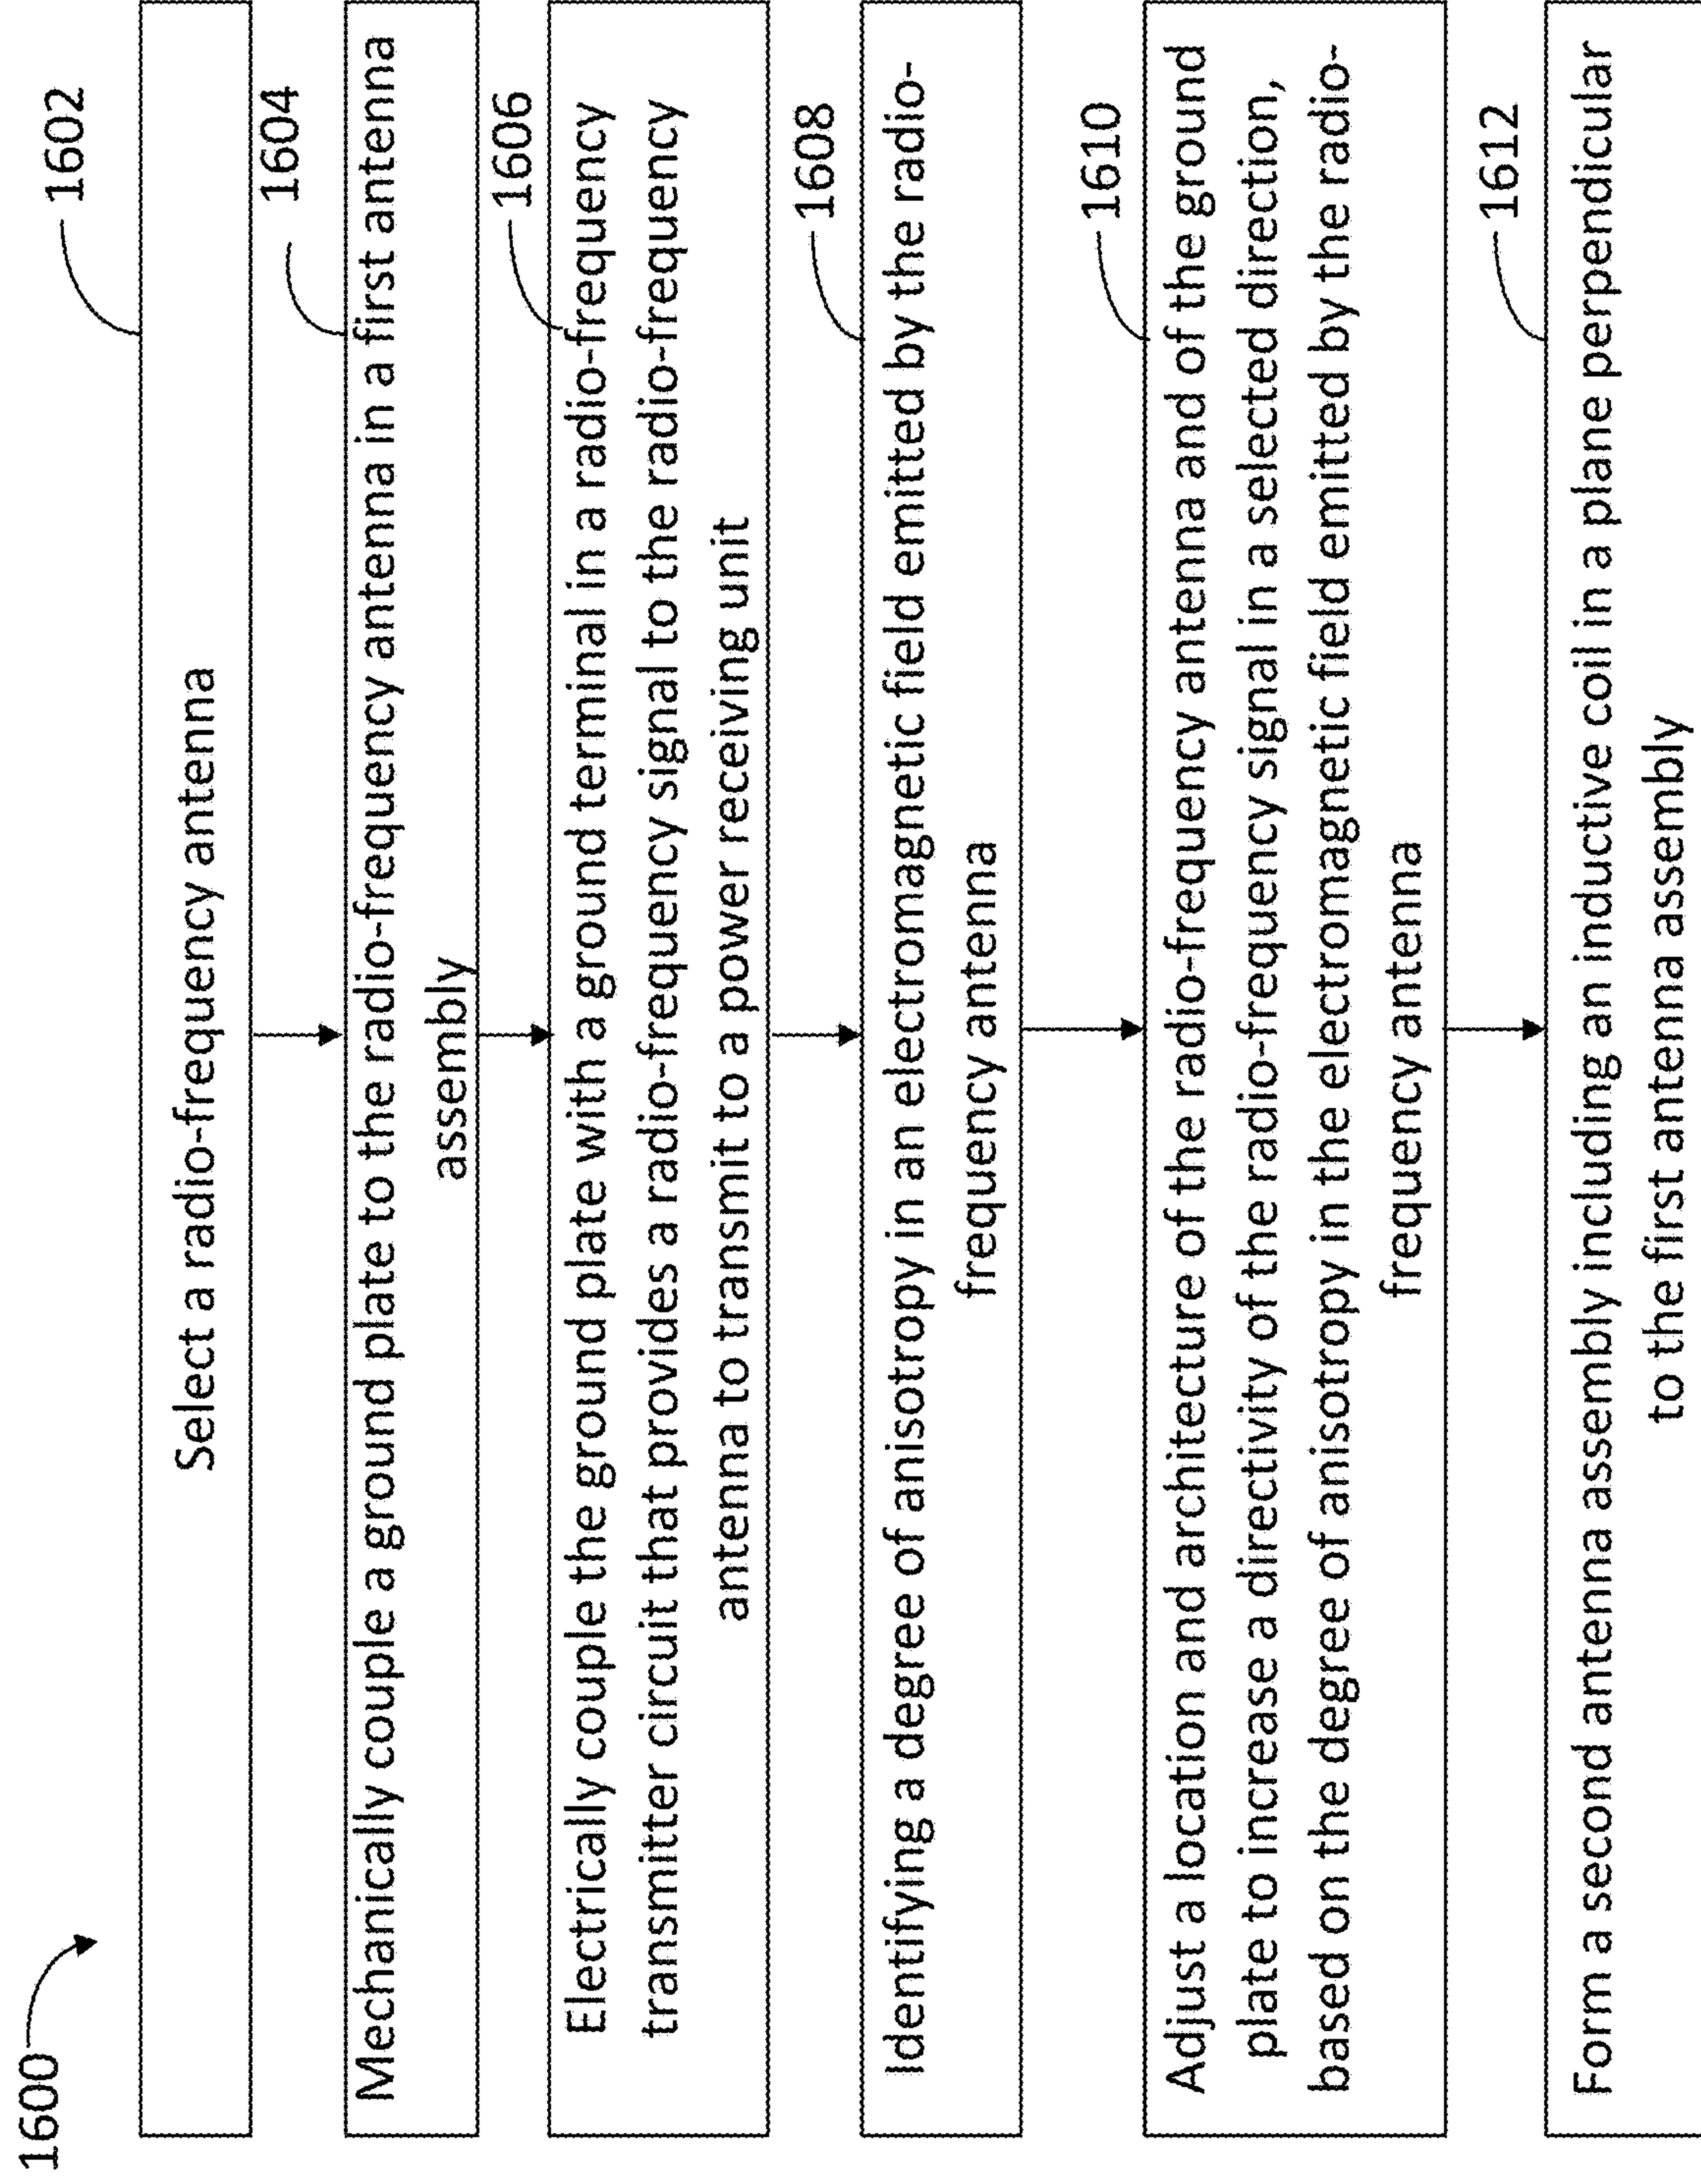 1600
1602
Select a radio-frequency antenna
1604
Mechanically couple a ground plate to the radio-frequency antenna in a first antenna
assembly
1606
Electrically couple the ground plate with a ground terminal in a radio-frequency
transmitter circuit that provides a radio-frequency signal to the radio-frequency
antenna to transmit to a power receiving unit
1608
Identifying a degree of anisotropy in an electromagnetic field emitted by the radio-
frequency antenna
1610
Adjust a location and architecture of the radio-frequency antenna and of the ground
plate to increase a directivity of the radio-frequency signal in a selected direction,
based on the degree of anisotropy in the electromagnetic field emitted by the radio-
frequency antenna
1612
Form a second antenna assembly including an inductive coil in a plane perpendicular
to the first antenna assembly